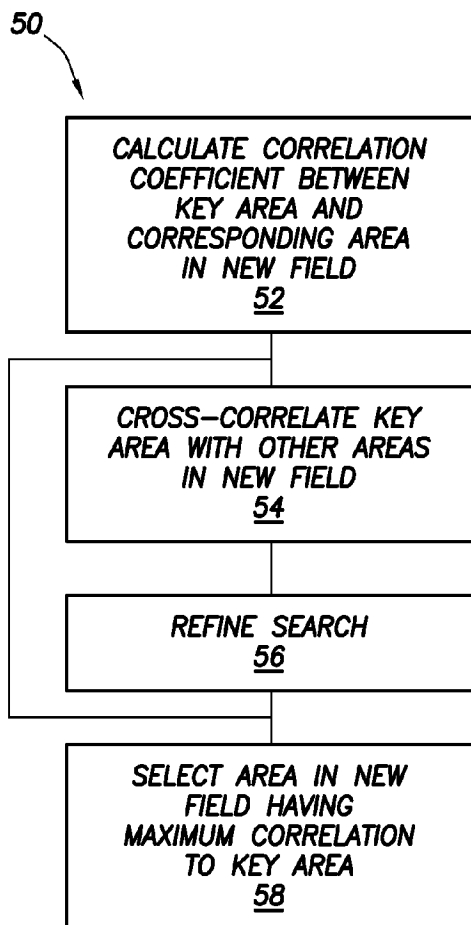 50
CALCULATE CORRELATION
COEFFICIENT BETWEEN
KEY AREA AND
CORRESPONDING AREA
IN NEW FIELD
52
CROSS-CORRELATE KEY
AREA WITH OTHER AREAS
IN NEW FIELD
54
REFINE SEARCH
56
SELECT AREA IN NEW
FIELD HAVING
MAXIMUM CORRELATION
TO KEY AREA
58